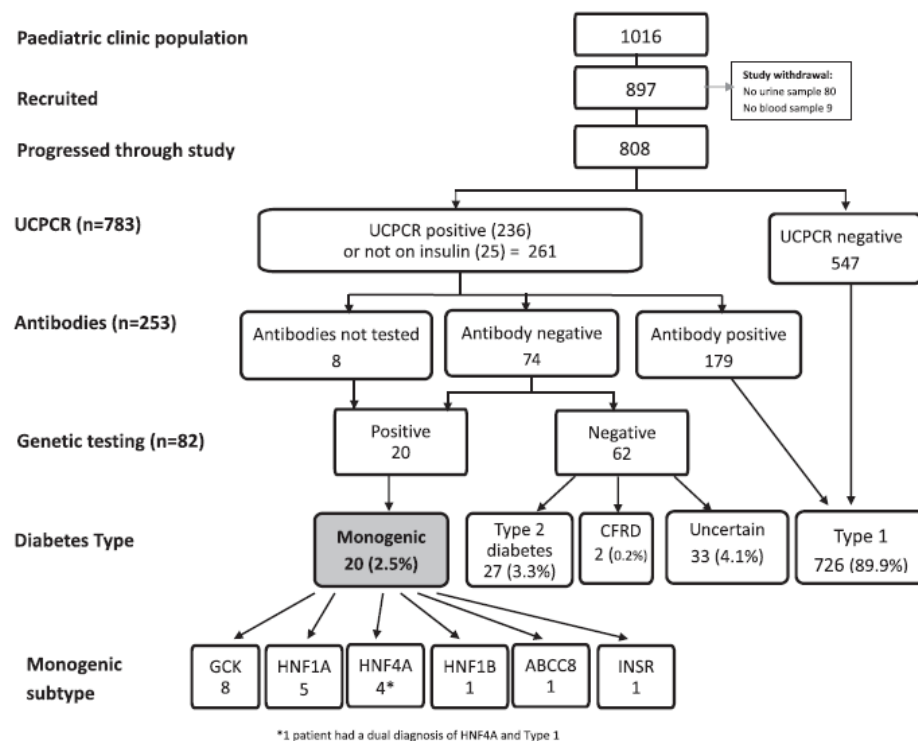 Paediatric clinic population
1016
Recruited
897
Study withdrawal:
No urine sample 80
No blood sample 9
Progressed through study
808
UCPCR (n=783)
UCPCR positive (236)
or not on insulin (25) = 261
UCPCR negative
547
Antibodies (n=253)
Antibodies not tested
8
Antibody negative
74
Antibody positive
179
Genetic testing (n=82)
Positive
20
Negative
62
Diabetes Type
Monogenic
20 (2.5%)
Type 2
diabetes
27 (3.3%)
CFRD
2 (0.2%)
Uncertain
33 (4.1%)
Type 1
726 (89.9%)
Monogenic
subtype
GCK
8
HNF1A
5
HNF4A
4*
HNF1B
1
ABCC8
1
INSR
1
*1 patient had a dual diagnosis of HNF4A and Type 1